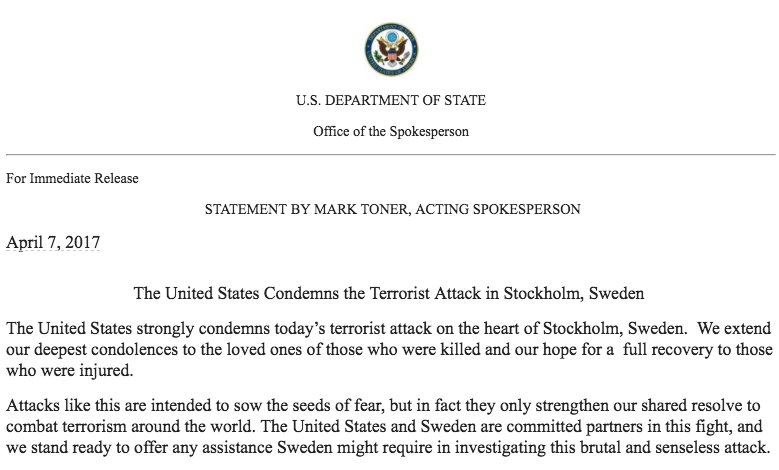 U.S. DEPARTMENT OF STATE
Office of the Spokesperson
For Immediate Release
STATEMENT BY MARK TONER, ACTING SPOKESPERSON
April 7, 2017
The United States Condemns the Terrorist Attack in Stockholm, Sweden
The United States strongly condemns today’s terrorist attack on the heart of Stockholm, Sweden.  We extend
our deepest condolences to the loved ones of those who were killed and our hope for a  full recovery to those
who were injured.
Attacks like this are intended to sow the seeds of fear, but in fact they only strengthen our shared resolve to
combat terrorism around the world. The United States and Sweden are committed partners in this fight, and
we stand ready to offer any assistance Sweden might require in investigating this brutal and senseless attack.